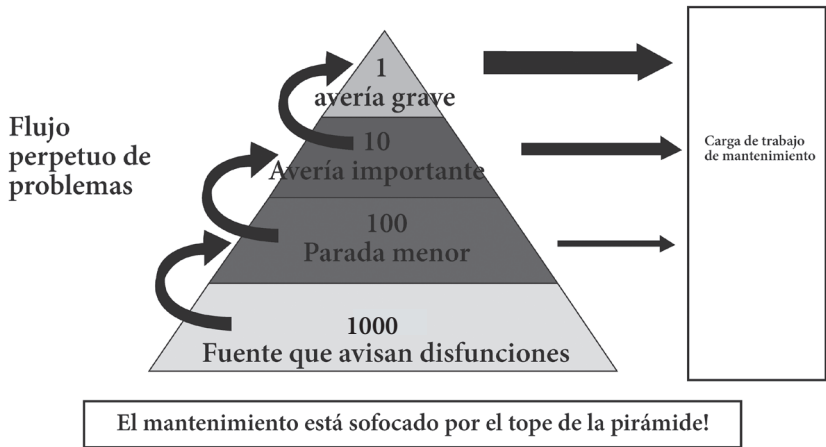 Flujo
perpetuo de
problemas
1
avería grave
10
Avería importante
100
Parada menor
1000
Fuente que avisan disfunciones
Carga de trabajo
de mantenimiento
El mantenimiento está sofocado por el tope de la pirámide!